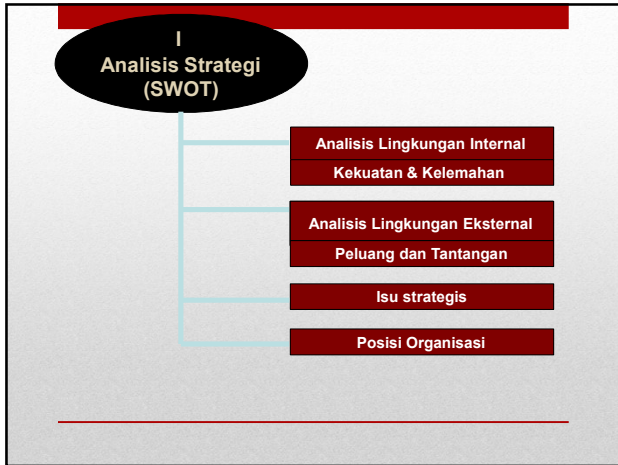 I
Analisis Strategi
(SWOT)
Analisis Lingkungan Internal
Kekuatan & Kelemahan
Analisis Lingkungan Eksternal
Peluang dan Tantangan
Isu strategis
Posisi Organisasi